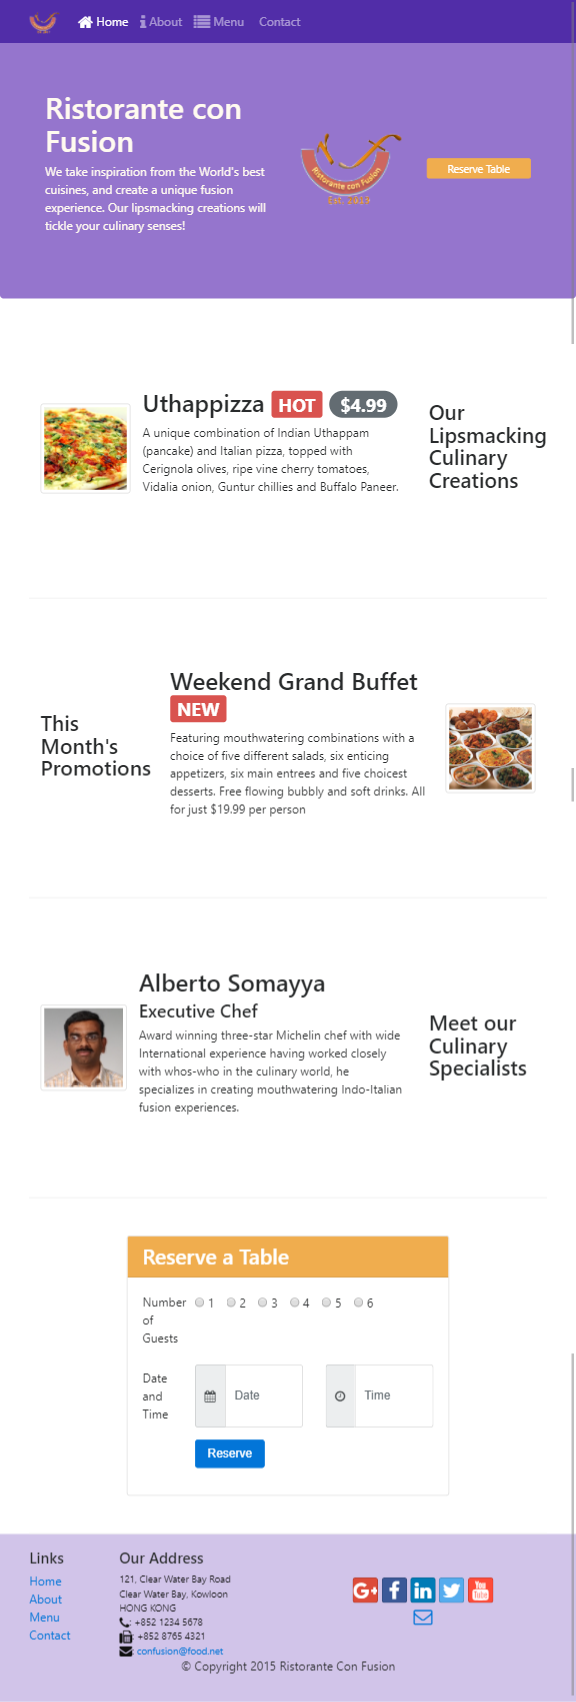 Home About Menu Contact
Ristorante con
Fusion
We take inspiration from the World's best
cuisines, and create a unique fusion
experience. Our lipsmacking creations will
tickle your culinary senses!
Ristorante con Fusion
Est. 2013
Reserve Table
Uthappizza HOT $4.99
A unique combination of Indian Uthappam
(pancake) and Italian pizza, topped with
Cerignola olives, ripe vine cherry tomatoes,
Vidalia onion, Guntur chillies and Buffalo Paneer.
Our
Lipsmacking
Culinary
Creations
This
Month's
Promotions
Weekend Grand Buffet
NEW
Featuring mouthwatering combinations with a
choice of five different salads, six enticing
appetizers, six main entrees and five choicest
desserts. Free flowing bubbly and soft drinks. All
for just $19.99 per person
Alberto Somayya
Executive Chef
Award winning three-star Michelin chef with wide
International experience having worked closely
with whos-who in the culinary world, he
specializes in creating mouthwatering Indo-Italian
fusion experiences.
Meet our
Culinary
Specialists
Reserve a Table
Number
of
Guests
1 2 3 4 5 6
Date
and
Time
Date
Time
Reserve
Links
Home
About
Menu
Contact
Our Address
121, Clear Water Bay Road
Clear Water Bay, Kowloon
HONG KONG
: +852 1234 5678
: +852 8765 4321
: confusion@food.net
G+ f in You Tube
© Copyright 2015 Ristorante Con Fusion